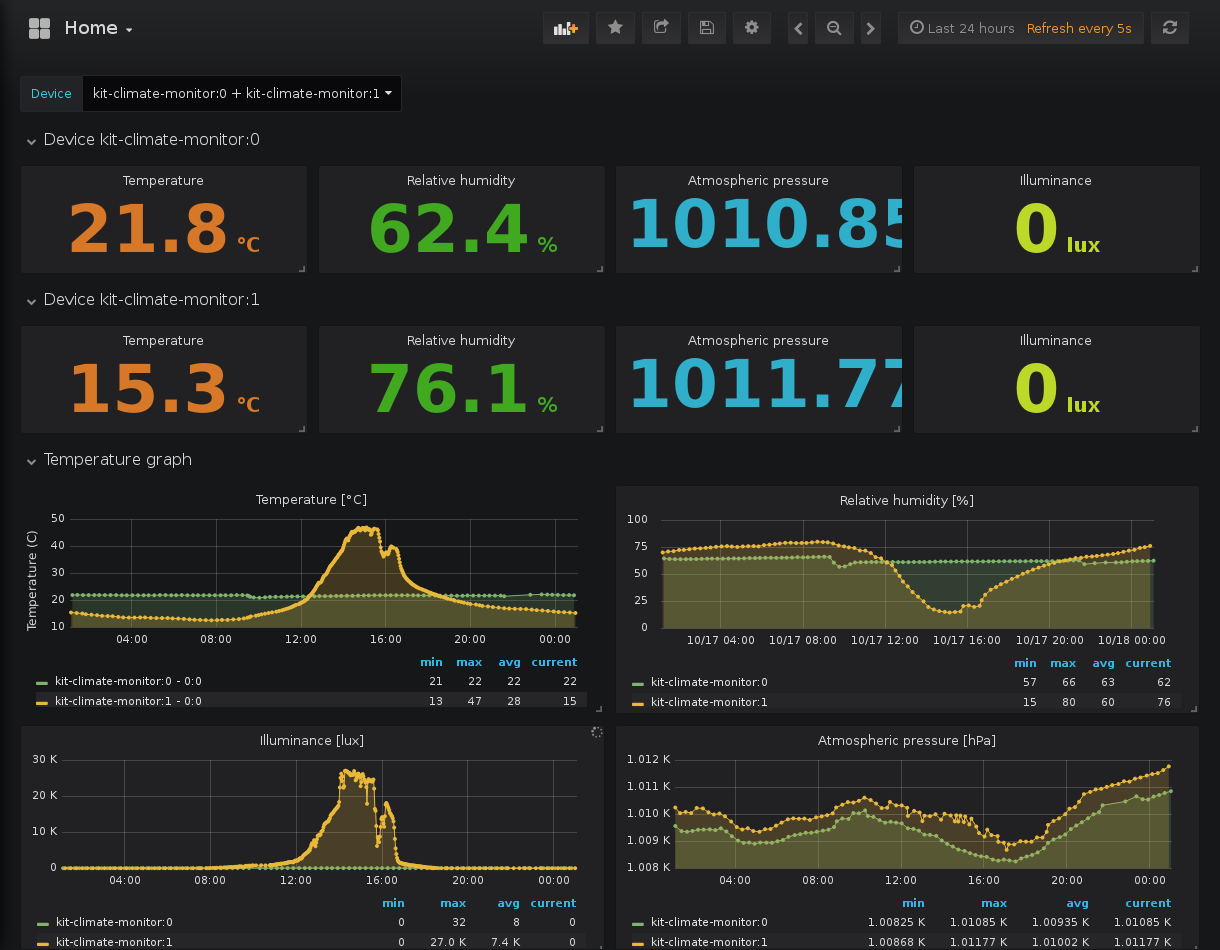 Home
Last 24 hours Refresh every 5s
Device kit-climate-monitor:0 + kit-climate-monitor:1
Device kit-climate-monitor:0
Temperature Relative humidity Atmospheric pressure Illuminance
21.8 °C 62.4 % 1010.85 0 lux
Device kit-climate-monitor:1
Temperature Relative humidity Atmospheric pressure Illuminance
15.3 °C 76.1 % 1011.77 0 lux
Temperature graph
Temperature [°C]
Temperature (C)
50
40
30
20
10
04:00 08:00 12:00 16:00 20:00 00:00
min max avg current
kit-climate-monitor:0 - 0:0 21 22 22 22
kit-climate-monitor:1 - 0:0 13 47 28 15
Relative humidity [%]
100
75
50
25
0
10/17 04:00 10/17 08:00 10/17 12:00 10/17 16:00 10/17 20:00 10/18 00:00
min max avg current
kit-climate-monitor:0 57 66 63 62
kit-climate-monitor:1 15 80 60 76
Illuminance [lux]
30 K
20 K
10 K
0
04:00 08:00 12:00 16:00 20:00 00:00
min max avg current
kit-climate-monitor:0 0 32 8 0
kit-climate-monitor:1 0 27.0 K 7.4 K 0
Atmospheric pressure [hPa]
1.012 K
1.011 K
1.010 K
1.009 K
1.008 K
04:00 08:00 12:00 16:00 20:00 00:00
min max avg current
kit-climate-monitor:0 1.00825 K 1.01085 K 1.00935 K 1.01085 K
kit-climate-monitor:1 1.00868 K 1.01177 K 1.01002 K 1.01177 K